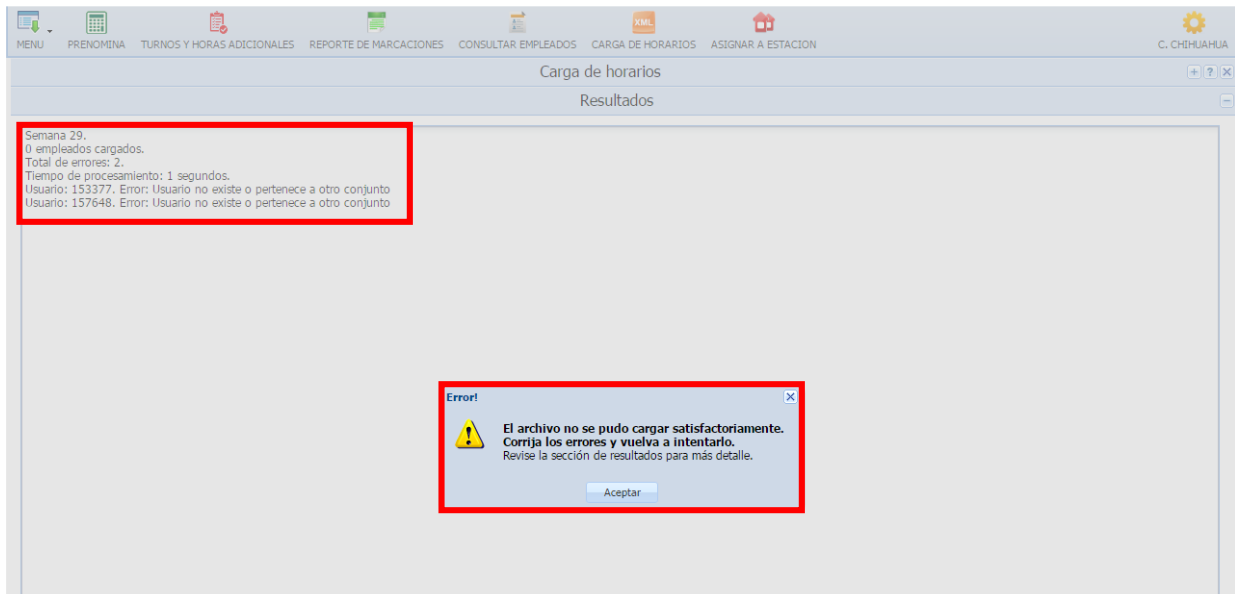 MENU PRENOMINA TURNOS Y HORAS ADICIONALES REPORTE DE MARCACIONES CONSULTAR EMPLEADOS XML CARGA DE HORARIOS ASIGNAR A ESTACION C. CHIHUAHUA
Carga de horarios
Resultados
Semana 29.
0 empleados cargados.
Total de errores: 2.
Tiempo de procesamiento: 1 segundos.
Usuario: 153377. Error: Usuario no existe o pertenece a otro conjunto
Usuario: 157648. Error: Usuario no existe o pertenece a otro conjunto
Error!
El archivo no se pudo cargar satisfactoriamente.
Corrija los errores y vuelva a intentarlo.
Revise la sección de resultados para más detalle.
Aceptar